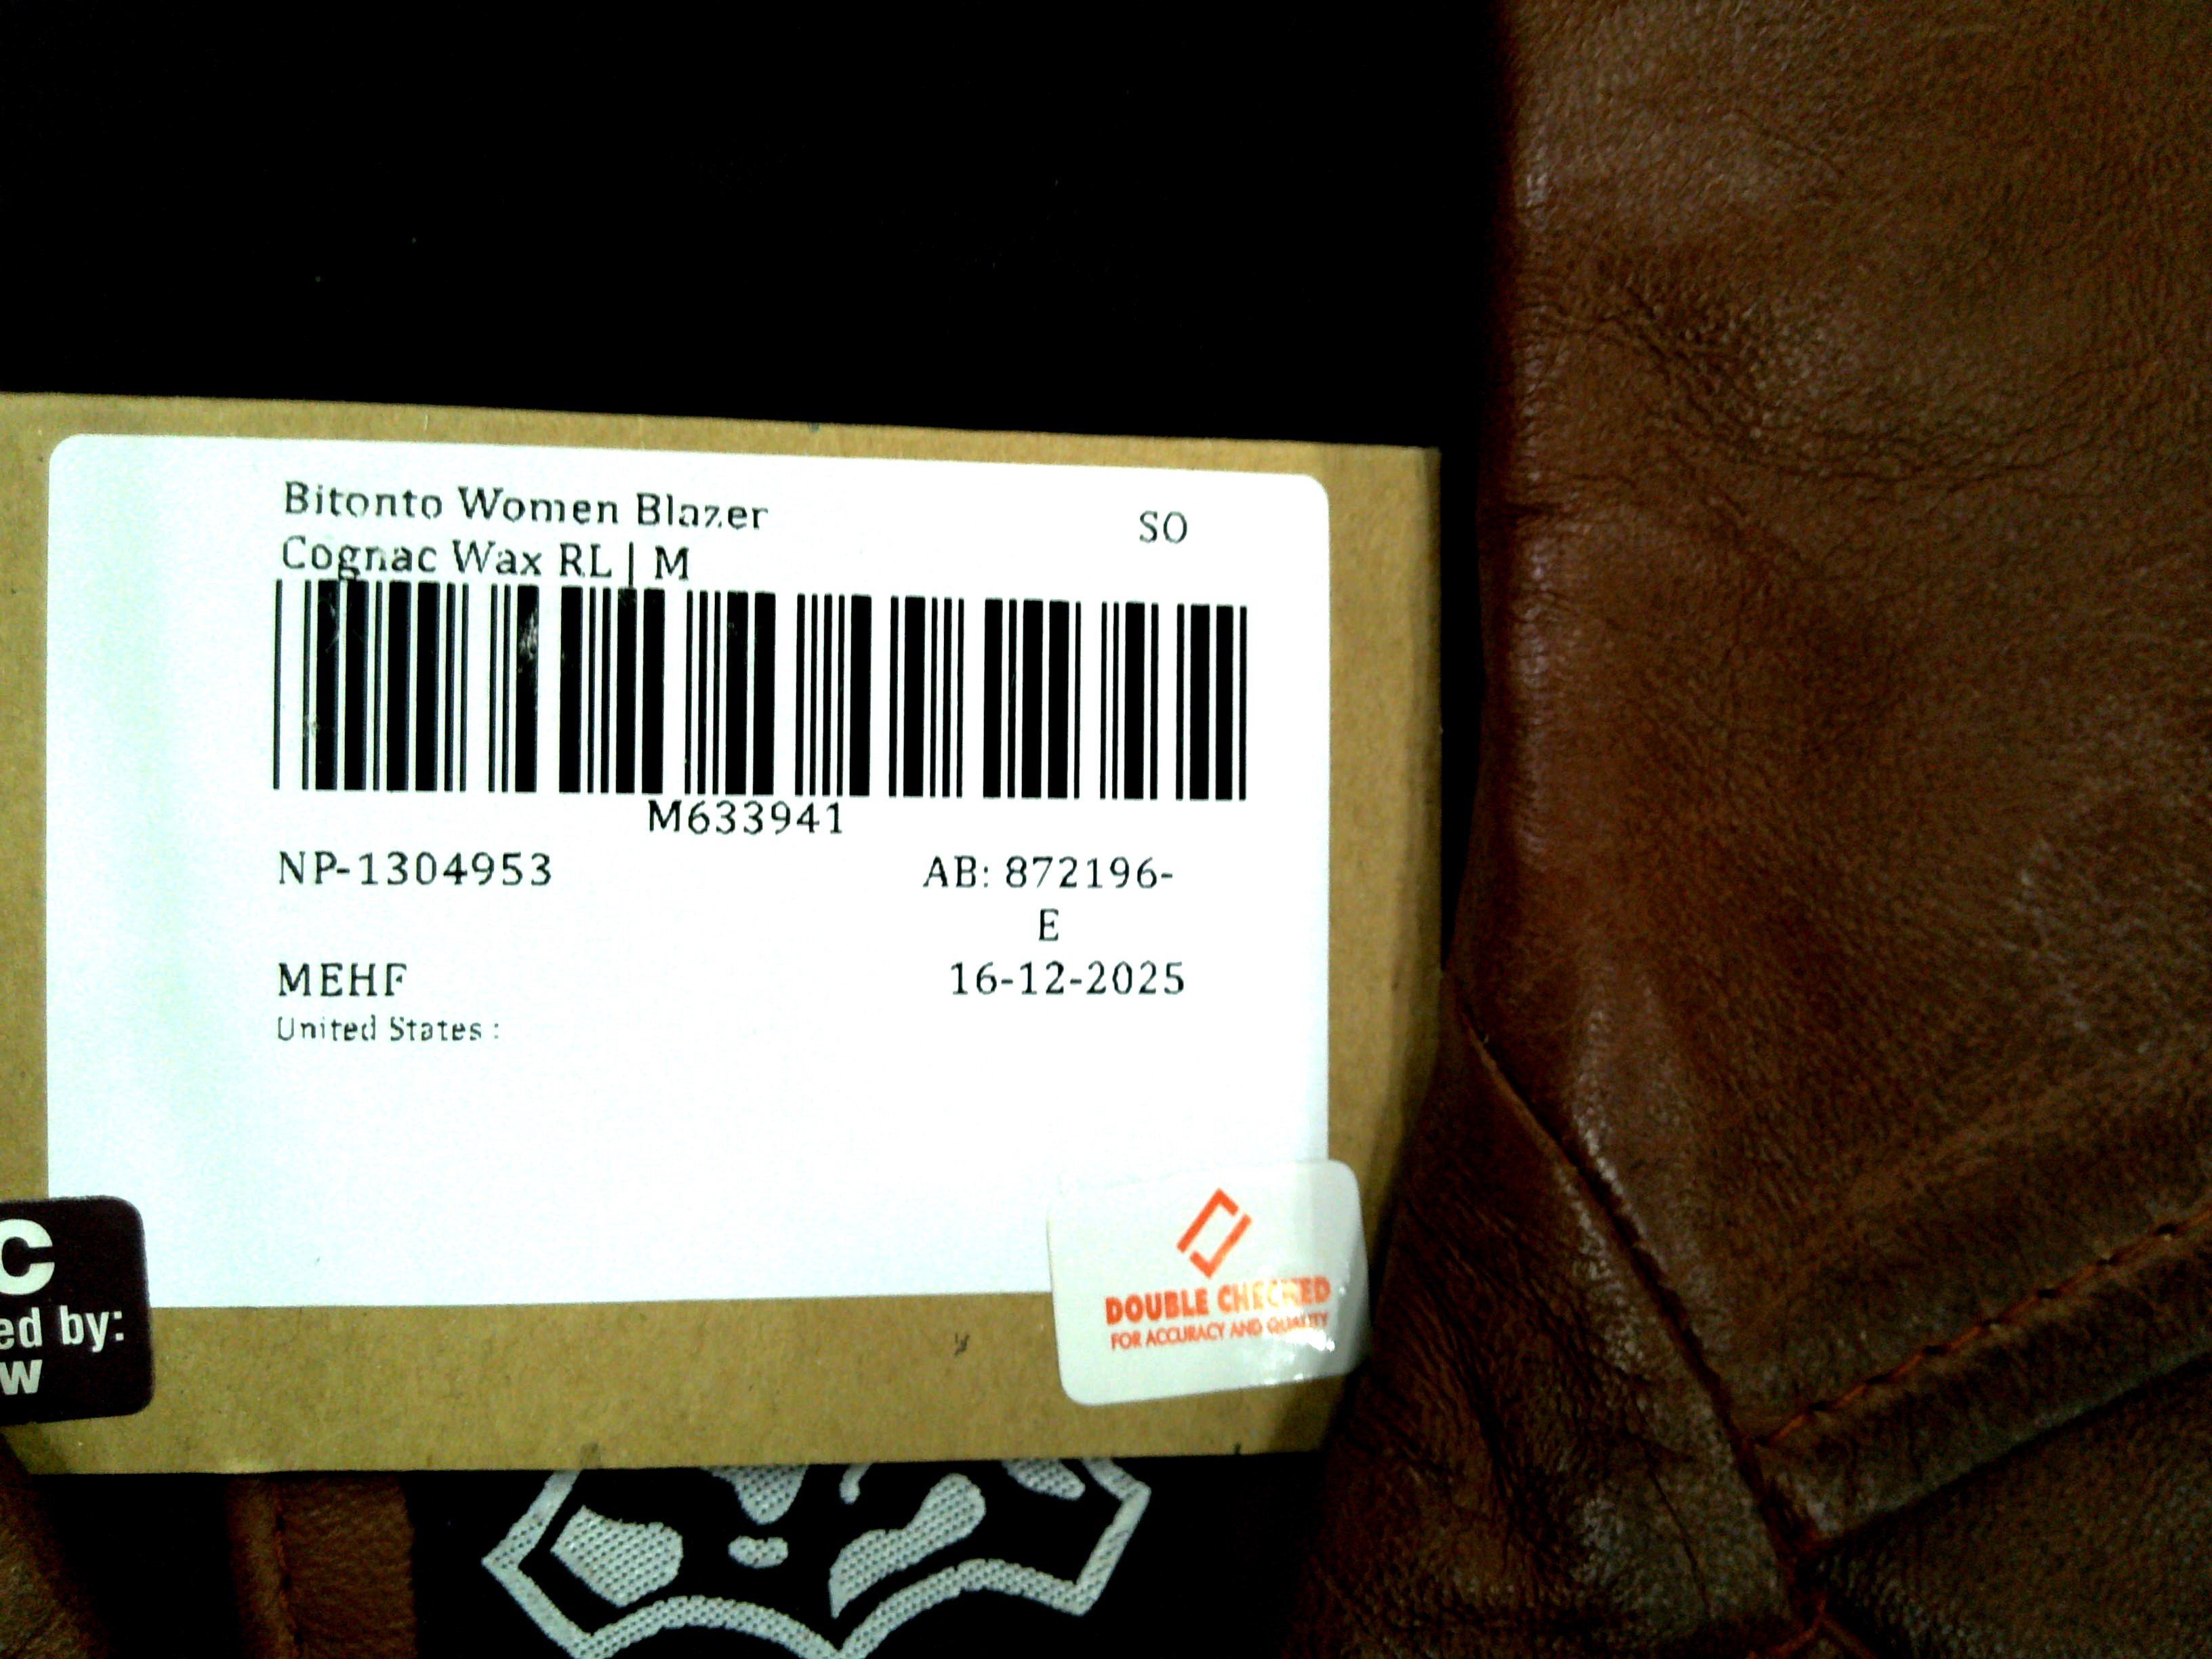 Bitonto Women Blazer
SO
Cognac Wax RL | M
M633941
NP-1304953
AB: 872196-
E
MEHF
16-12-2025
United States :
C
ed by:
W
DOUBLE CHECKED
FOR ACCURACY AND QUALITY